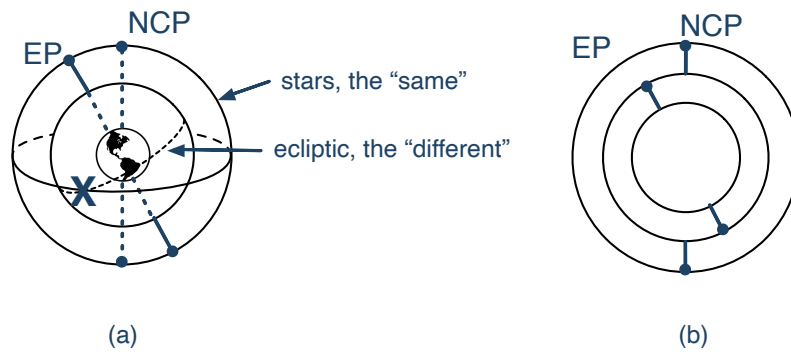 NCP
EP
stars, the “same”
ecliptic, the “different”
X
(a)
EP
NCP
(b)